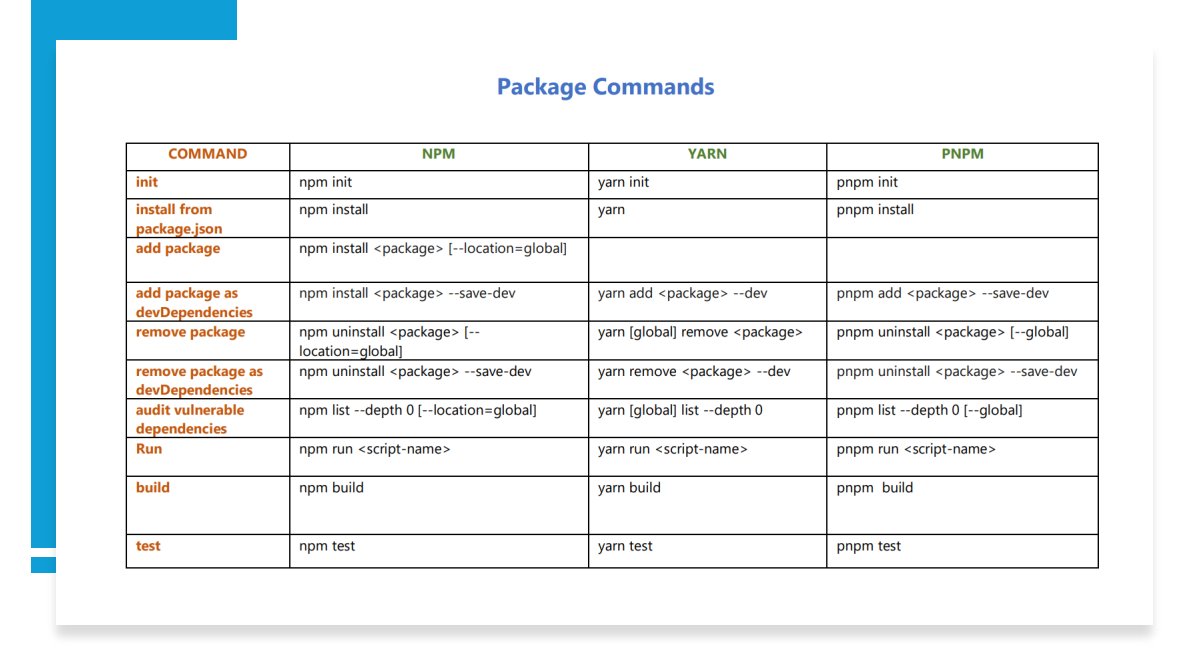 Package Commands
COMMAND NPM YARN PNPM
init npm init yarn init pnpm init
install from npm install yarn pnpm install
package.json
add package npm install <package> [--location=global]
add package as npm install <package> --save-dev yarn add <package> --dev pnpm add <package> --save-dev
devDependencies
remove package npm uninstall <package> [-- yarn [global] remove <package> pnpm uninstall <package> [--global]
location=global]
remove package as npm uninstall <package> --save-dev yarn remove <package> --dev pnpm uninstall <package> --save-dev
devDependencies
audit vulnerable npm list --depth 0 [--location=global] yarn [global] list --depth 0 pnpm list --depth 0 [--global]
dependencies
Run npm run <script-name> yarn run <script-name> pnpm run <script-name>
build npm build yarn build pnpm  build
test npm test yarn test pnpm test